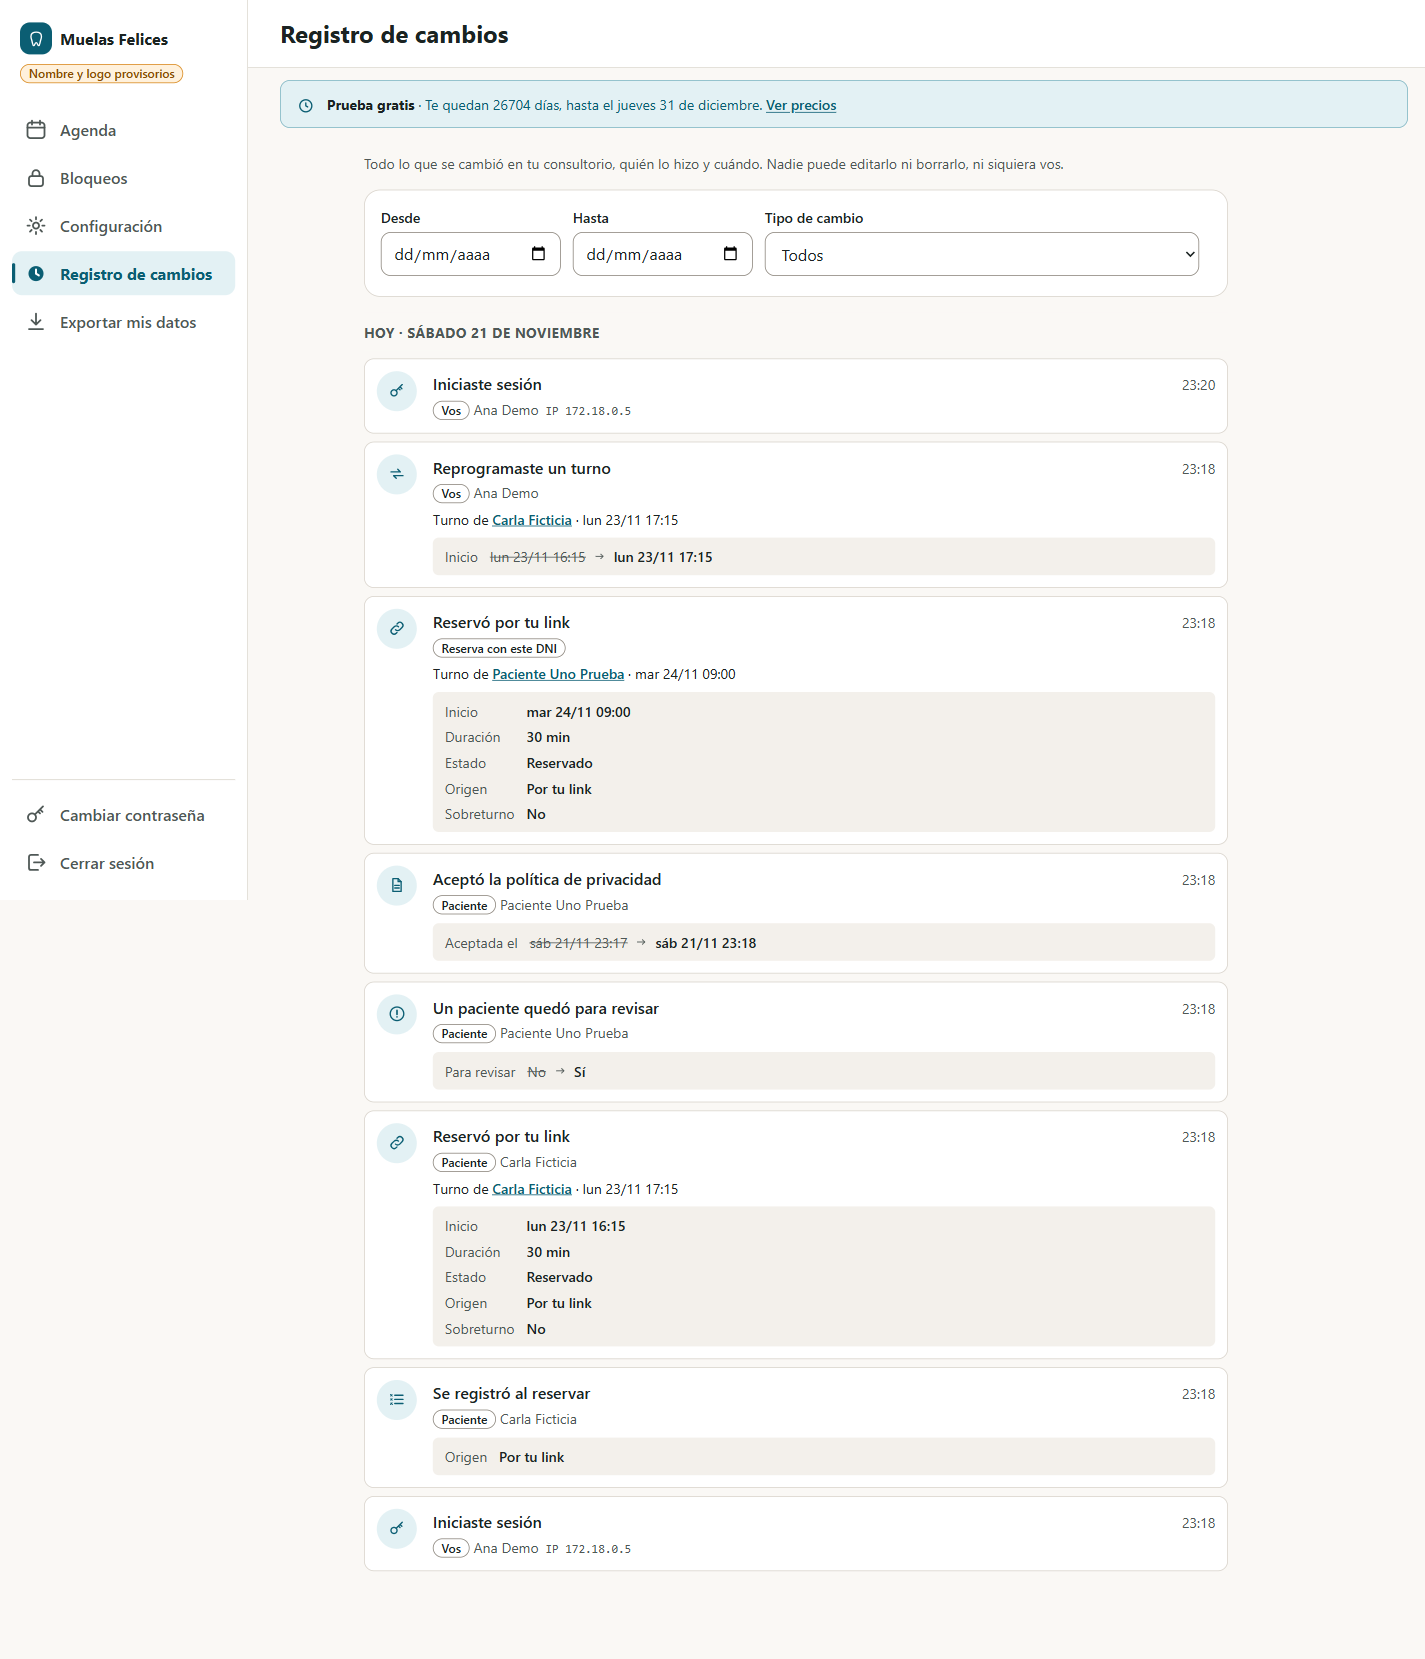 Muelas Felices
Nombre y logo provisorios
Agenda
Bloqueos
Configuración
Registro de cambios
Exportar mis datos
Cambiar contraseña
Cerrar sesión
Registro de cambios
Prueba gratis · Te quedan 26704 días, hasta el jueves 31 de diciembre. Ver precios
Todo lo que se cambió en tu consultorio, quién lo hizo y cuándo. Nadie puede editarlo ni borrarlo, ni siquiera vos.
Desde Hasta Tipo de cambio
dd/mm/aaaa dd/mm/aaaa Todos
HOY · SÁBADO 21 DE NOVIEMBRE
Iniciaste sesión 23:20
Vos Ana Demo IP 172.18.0.5
Reprogramaste un turno 23:18
Vos Ana Demo
Turno de Carla Ficticia · lun 23/11 17:15
Inicio lun 23/11 16:15 → lun 23/11 17:15
Reservó por tu link 23:18
Reserva con este DNI
Turno de Paciente Uno Prueba · mar 24/11 09:00
Inicio mar 24/11 09:00
Duración 30 min
Estado Reservado
Origen Por tu link
Sobreturno No
Aceptó la política de privacidad 23:18
Paciente Paciente Uno Prueba
Aceptada el sáb 21/11 23:17 → sáb 21/11 23:18
Un paciente quedó para revisar 23:18
Paciente Paciente Uno Prueba
Para revisar No → Sí
Reservó por tu link 23:18
Paciente Carla Ficticia
Turno de Carla Ficticia · lun 23/11 17:15
Inicio lun 23/11 16:15
Duración 30 min
Estado Reservado
Origen Por tu link
Sobreturno No
Se registró al reservar 23:18
Paciente Carla Ficticia
Origen Por tu link
Iniciaste sesión 23:18
Vos Ana Demo IP 172.18.0.5